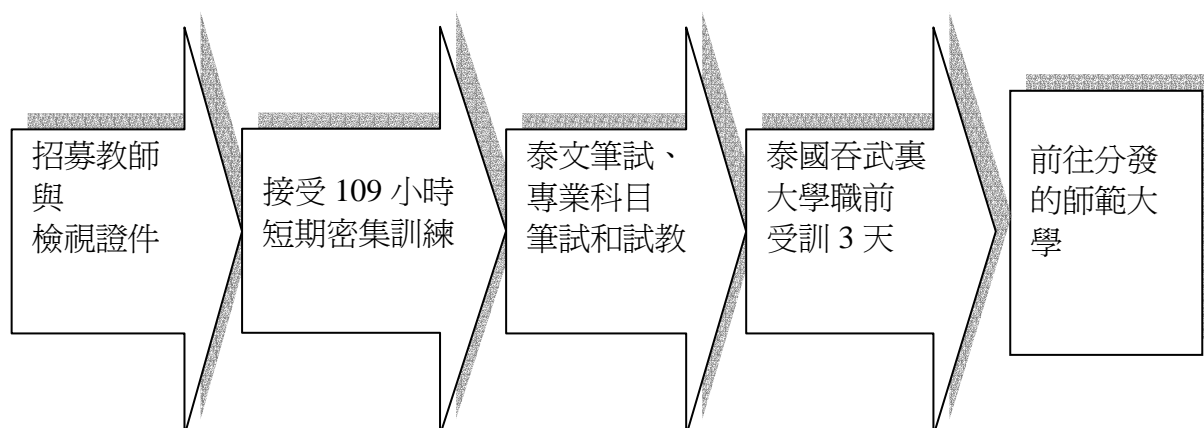 招募教師
與
檢視證件
接受 109 小時
短期密集訓練
泰文筆試、
專業科目
筆試和試教
泰國吞武裏
大學職前
受訓 3 天
前往分發
的師範大
學